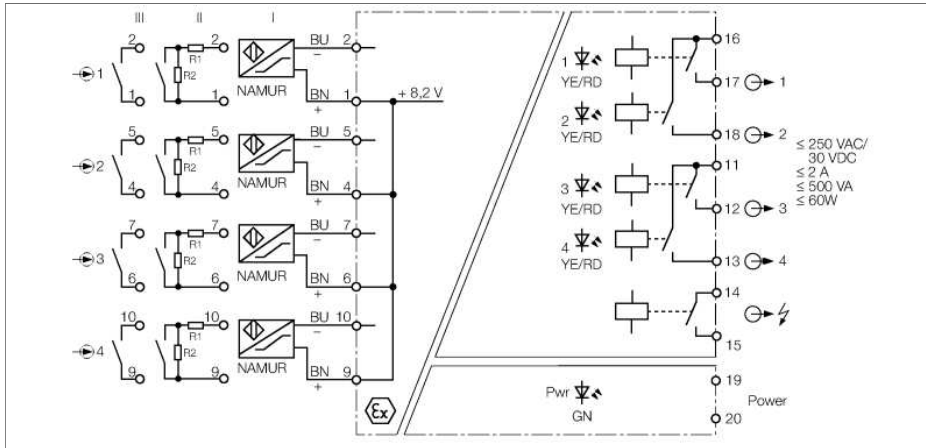 III II I
1 2 1 R1 R2 2 1 NAMUR BU − 2 BN + 1 + 8,2 V
2 5 4 R1 R2 5 4 NAMUR BU − 5 BN + 4
3 7 6 R1 R2 7 6 NAMUR BU − 7 BN + 6
4 10 9 R1 R2 10 9 NAMUR BU − 10 BN + 9
Ex
16
1 YE/RD 17 1
2 YE/RD 18 2
11
3 YE/RD 12 3
4 YE/RD 13 4
14
15
≤ 250 VAC/
30 VDC
≤ 2 A
≤ 500 VA
≤ 60W
Pwr GN
19
Power
20